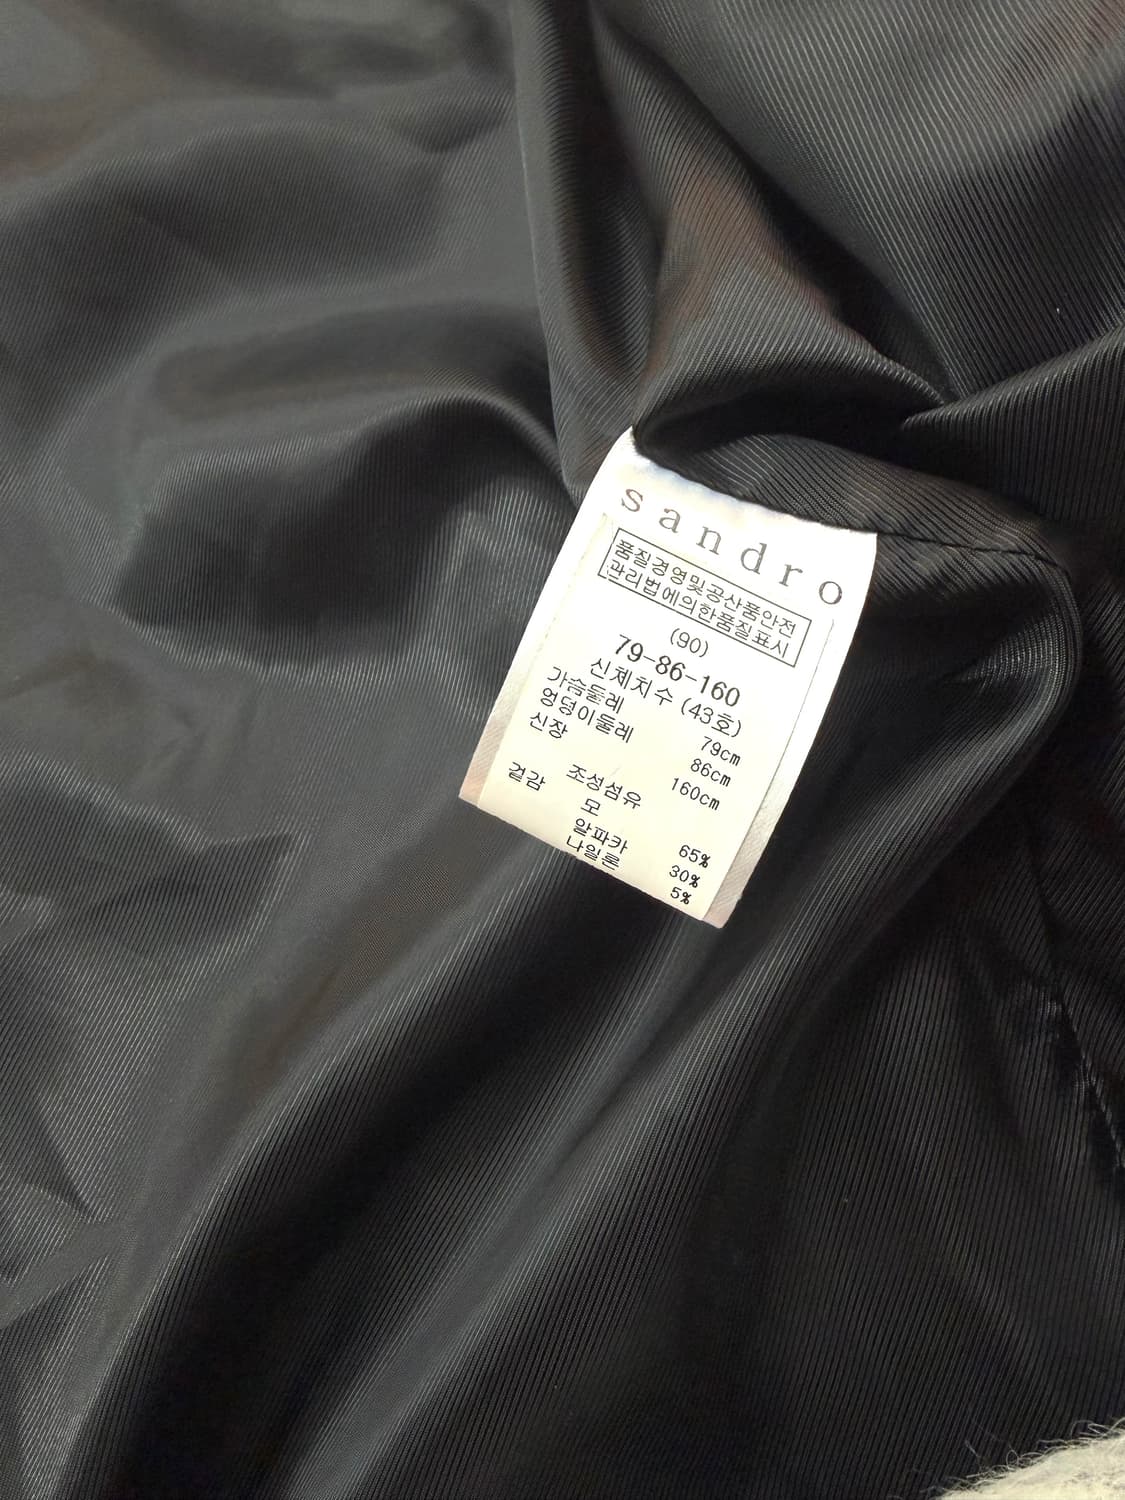 sandro
품질경영및공산품안전
관리법에의한품질표시
(90)
79-86-160
신체치수 (43호)
가슴둘레 79cm
엉덩이둘레 86cm
신장 160cm
조성섬유
겉감 모 65%
알파카 30%
나일론 5%